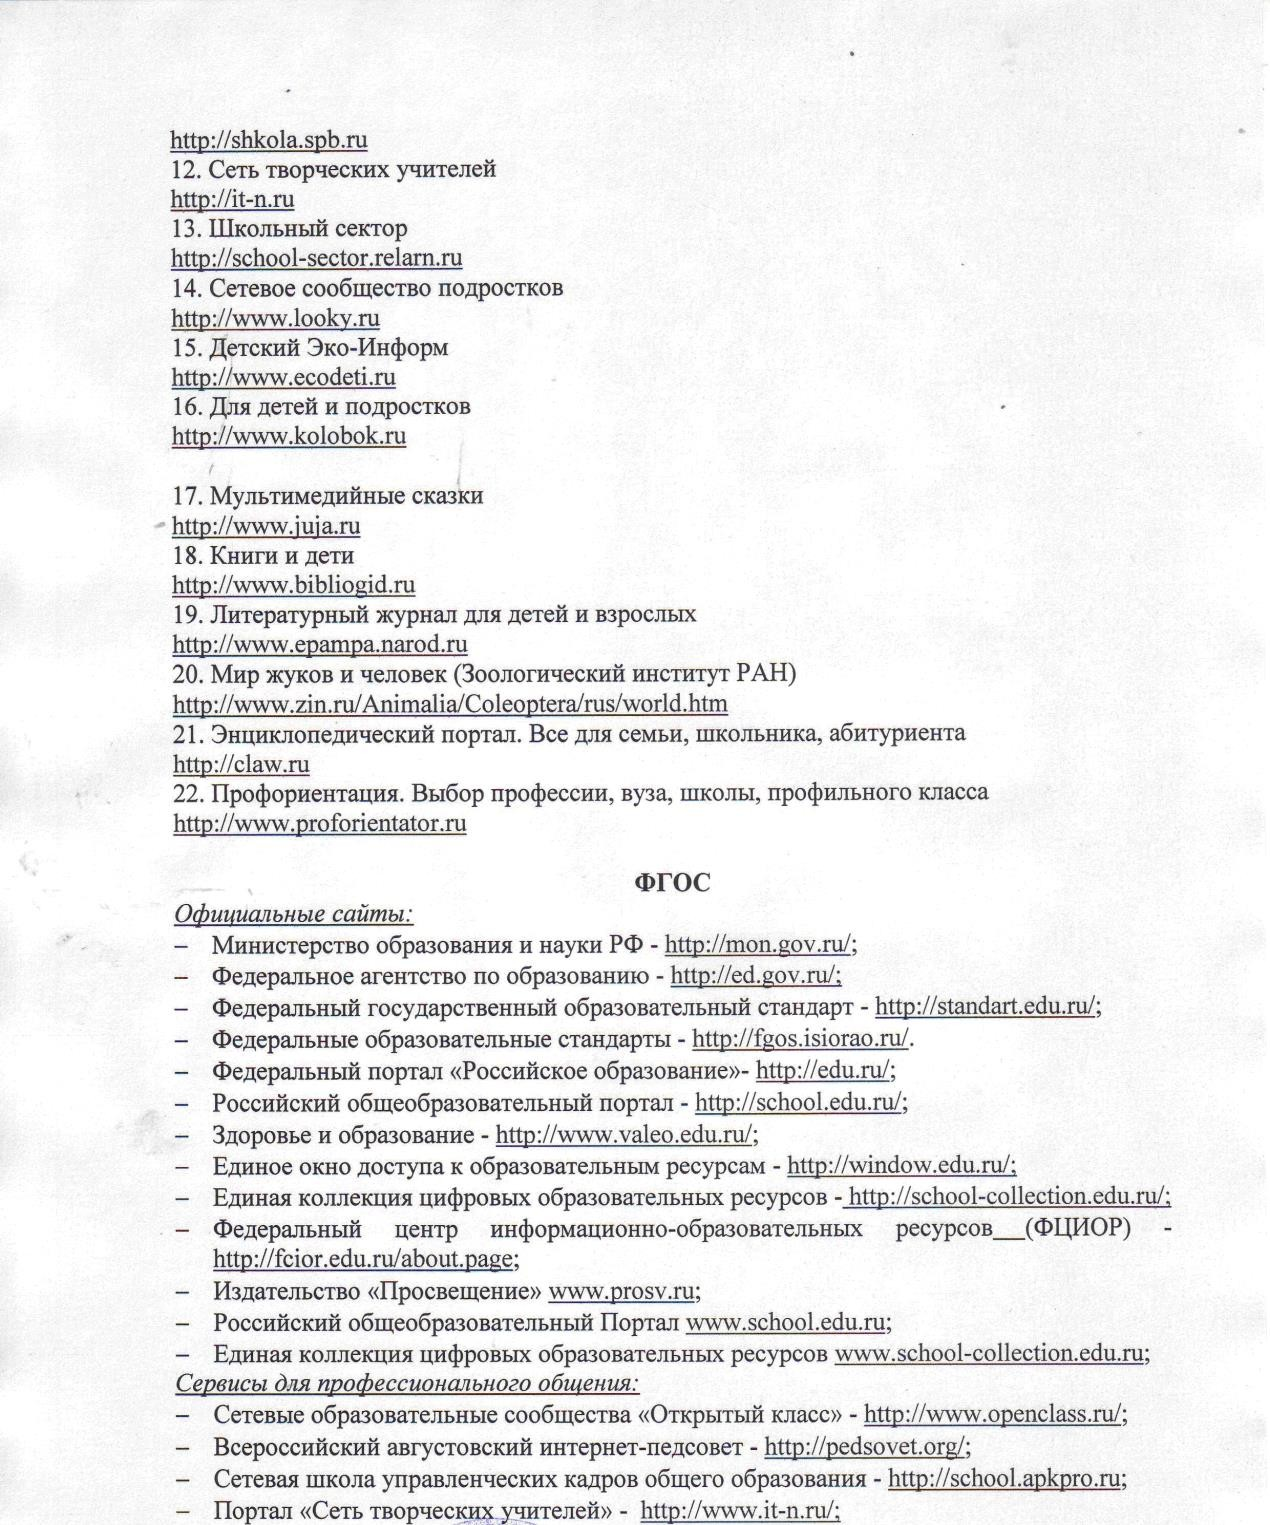 http://shkola.spb.ru
12. Сеть творческих учителей
http://it-n.ru
13. Школьный сектор
http://school-sector.relarn.ru
14. Сетевое сообщество подростков
http://www.looky.ru
15. Детский Эко-Информ
http://www.ecodeti.ru
16. Для детей и подростков
http://www.kolobok.ru
17. Мультимедийные сказки
http://www.juja.ru
18. Книги и дети
http://www.bibliogid.ru
19. Литературный журнал для детей и взрослых
http://www.epampa.narod.ru
20. Мир жуков и человек (Зоологический институт РАН)
http://www.zin.ru/Animalia/Coleoptera/rus/world.htm
21. Энциклопедический портал. Все для семьи, школьника, абитуриента
http://claw.ru
22. Профориентация. Выбор профессии, вуза, школы, профильного класса
http://www.proforientator.ru
ФГОС
Официальные сайты:
– Министерство образования и науки РФ - http://mon.gov.ru/;
– Федеральное агентство по образованию - http://ed.gov.ru/;
– Федеральный государственный образовательный стандарт - http://standart.edu.ru/;
– Федеральные образовательные стандарты - http://fgos.isiorao.ru/.
– Федеральный портал «Российское образование»- http://edu.ru/;
– Российский общеобразовательный портал - http://school.edu.ru/;
– Здоровье и образование - http://www.valeo.edu.ru/;
– Единое окно доступа к образовательным ресурсам - http://window.edu.ru/;
– Единая коллекция цифровых образовательных ресурсов - http://school-collection.edu.ru/;
– Федеральный центр информационно-образовательных ресурсов (ФЦИОР) -
http://fcior.edu.ru/about.page;
– Издательство «Просвещение» www.prosv.ru;
– Российский общеобразовательный Портал www.school.edu.ru;
– Единая коллекция цифровых образовательных ресурсов www.school-collection.edu.ru;
Сервисы для профессионального общения:
– Сетевые образовательные сообщества «Открытый класс» - http://www.openclass.ru/;
– Всероссийский августовский интернет-педсовет - http://pedsovet.org/;
– Сетевая школа управленческих кадров общего образования - http://school.apkpro.ru;
– Портал «Сеть творческих учителей» - http://www.it-n.ru/;